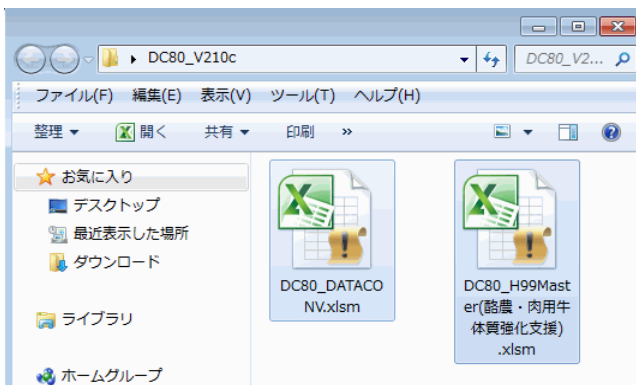 DC80_V210c
DC80_V2...
ファイル(F) 編集(E) 表示(V) ツール(T) ヘルプ(H)
整理 開く 共有 印刷 »
お気に入り
デスクトップ
最近表示した場所
ダウンロード
ライブラリ
ホームグループ
DC80_DATACO
NV.xlsm
DC80_H99Mast
er(酪農・肉用牛
体質強化支援)
.xlsm